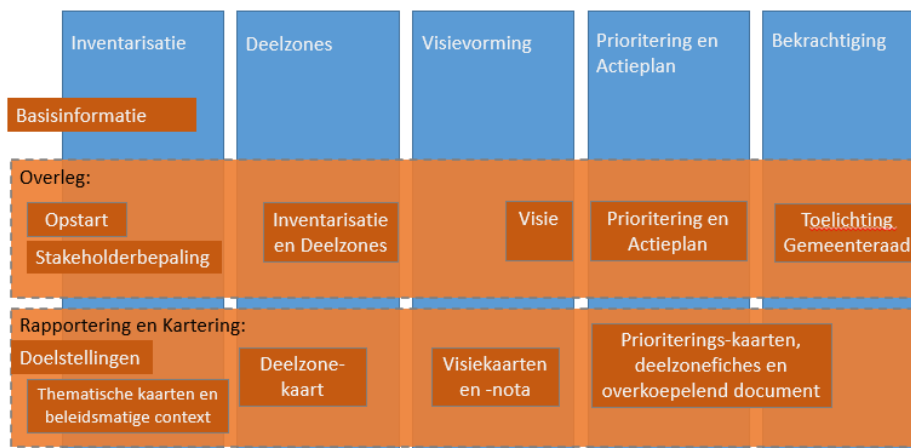 Inventarisatie
Deelzones
Visievorming
Prioritering en
Actieplan
Bekrachtiging
Basisinformatie
Overleg:
Opstart
Stakeholderbepaling
Inventarisatie
en Deelzones
Visie
Prioritering en
Actieplan
Toelichting
Gemeenteraad
Rapportering en Kartering:
Doelstellingen
Thematische kaarten en
beleidsmatige context
Deelzone-
kaart
Visiekaarten
en -nota
Prioriterings-kaarten,
deelzonefiches en
overkoepelend document